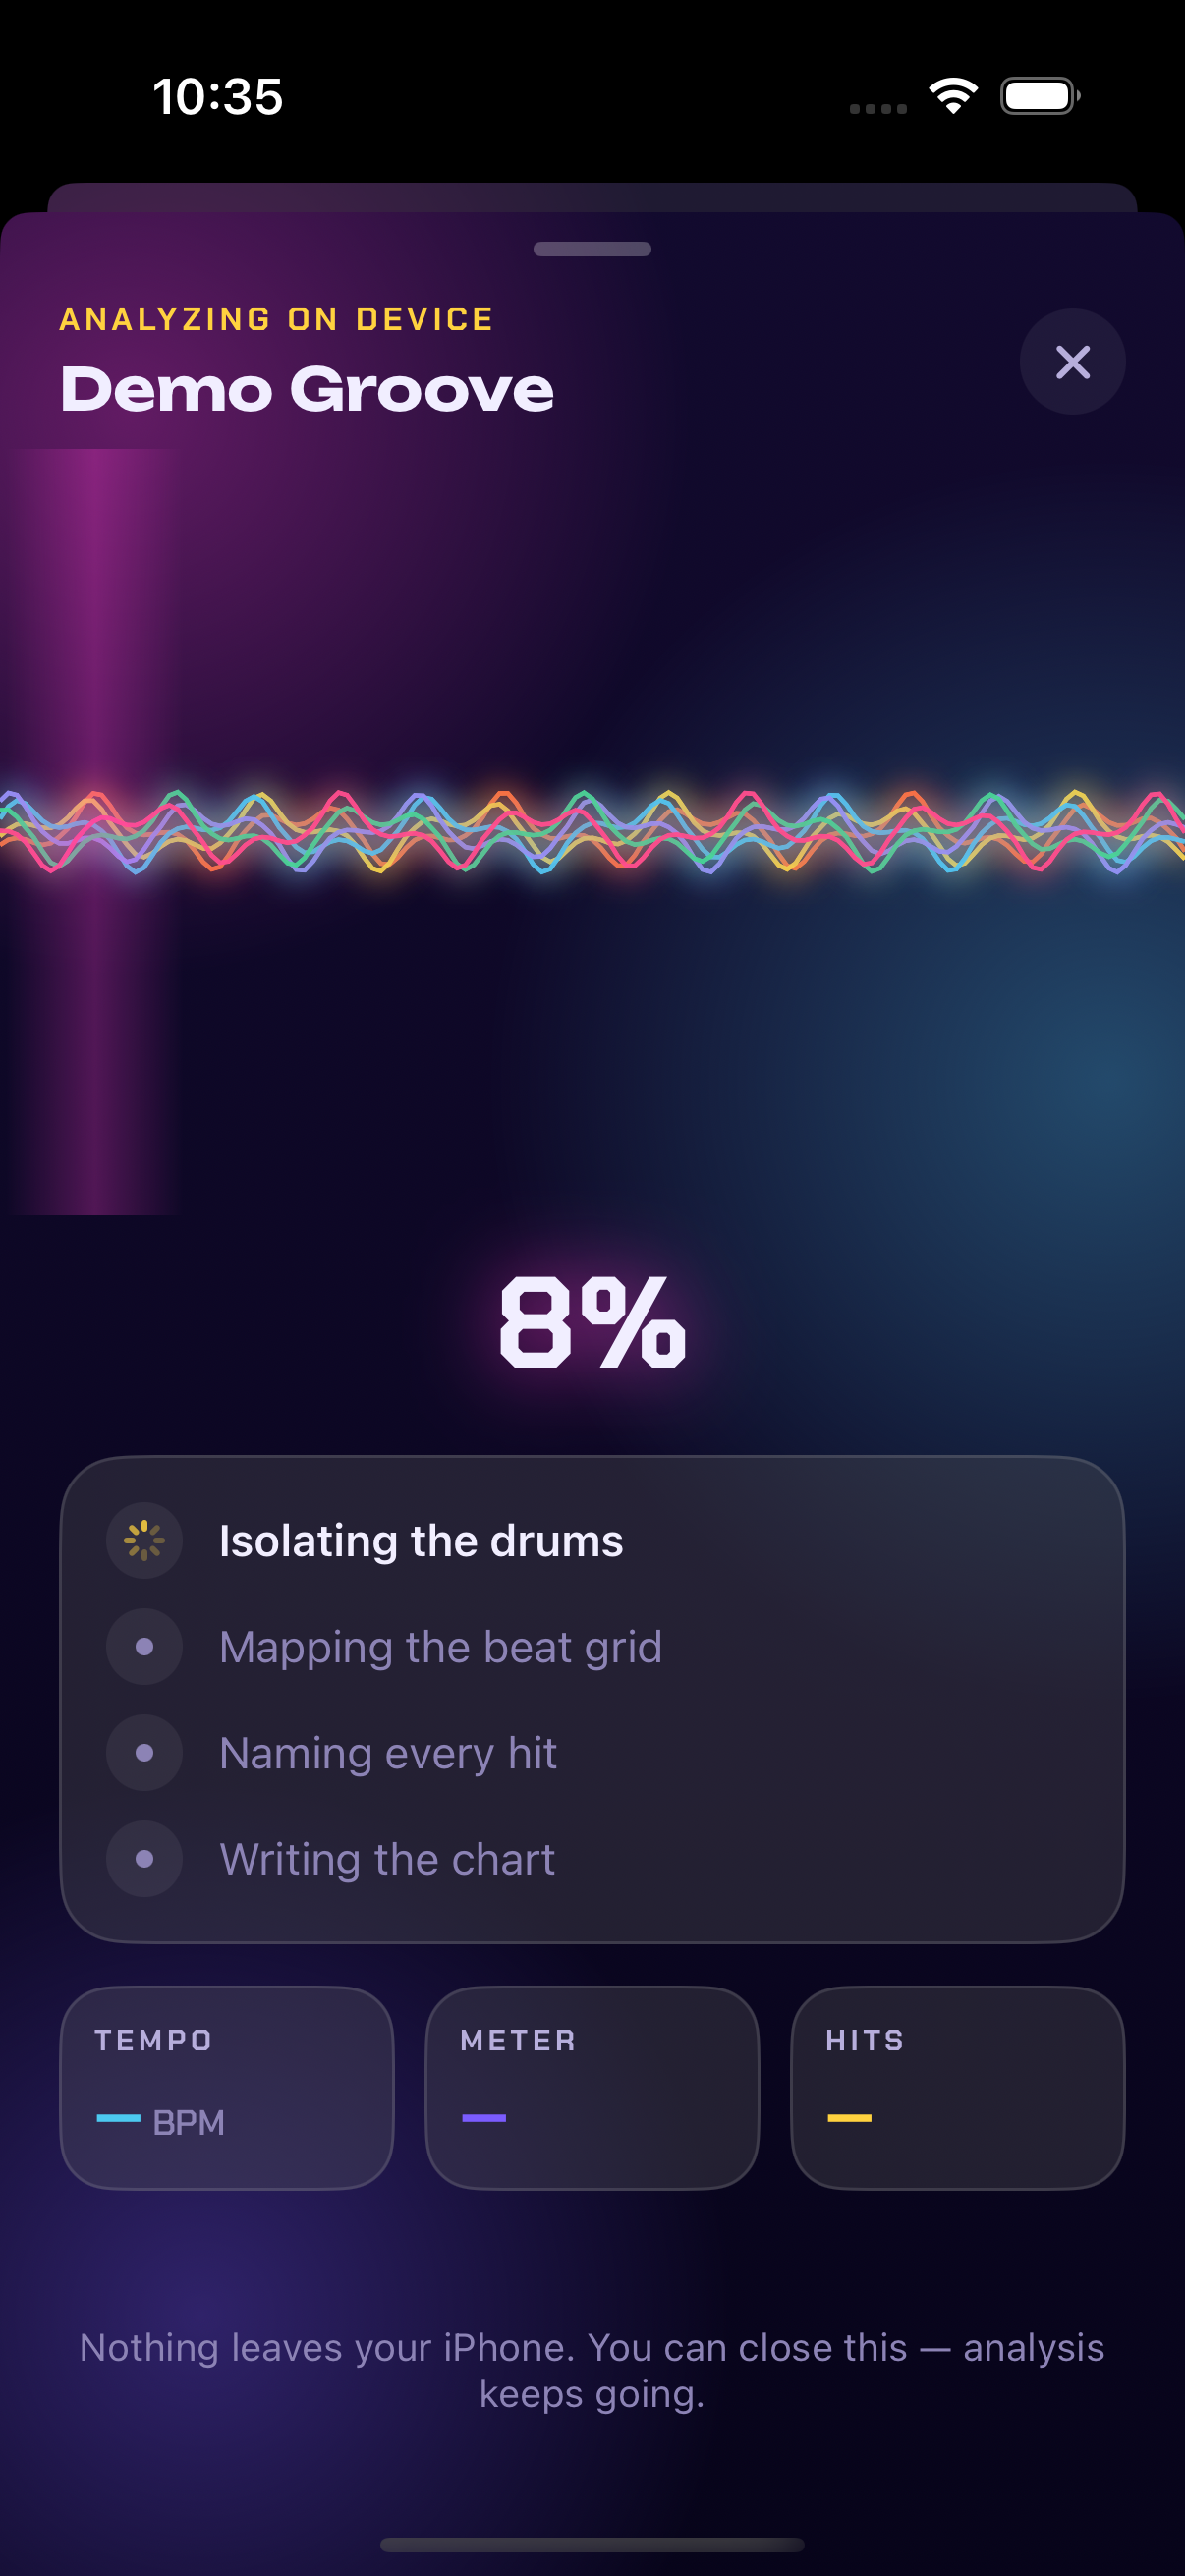 10:35
ANALYZING ON DEVICE
Demo Groove
8%
Isolating the drums
Mapping the beat grid
Naming every hit
Writing the chart
TEMPO
— BPM
METER
—
HITS
—
Nothing leaves your iPhone. You can close this — analysis
keeps going.